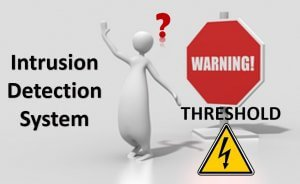 ?
Intrusion
Detection
System
WARNING!
THRESHOLD